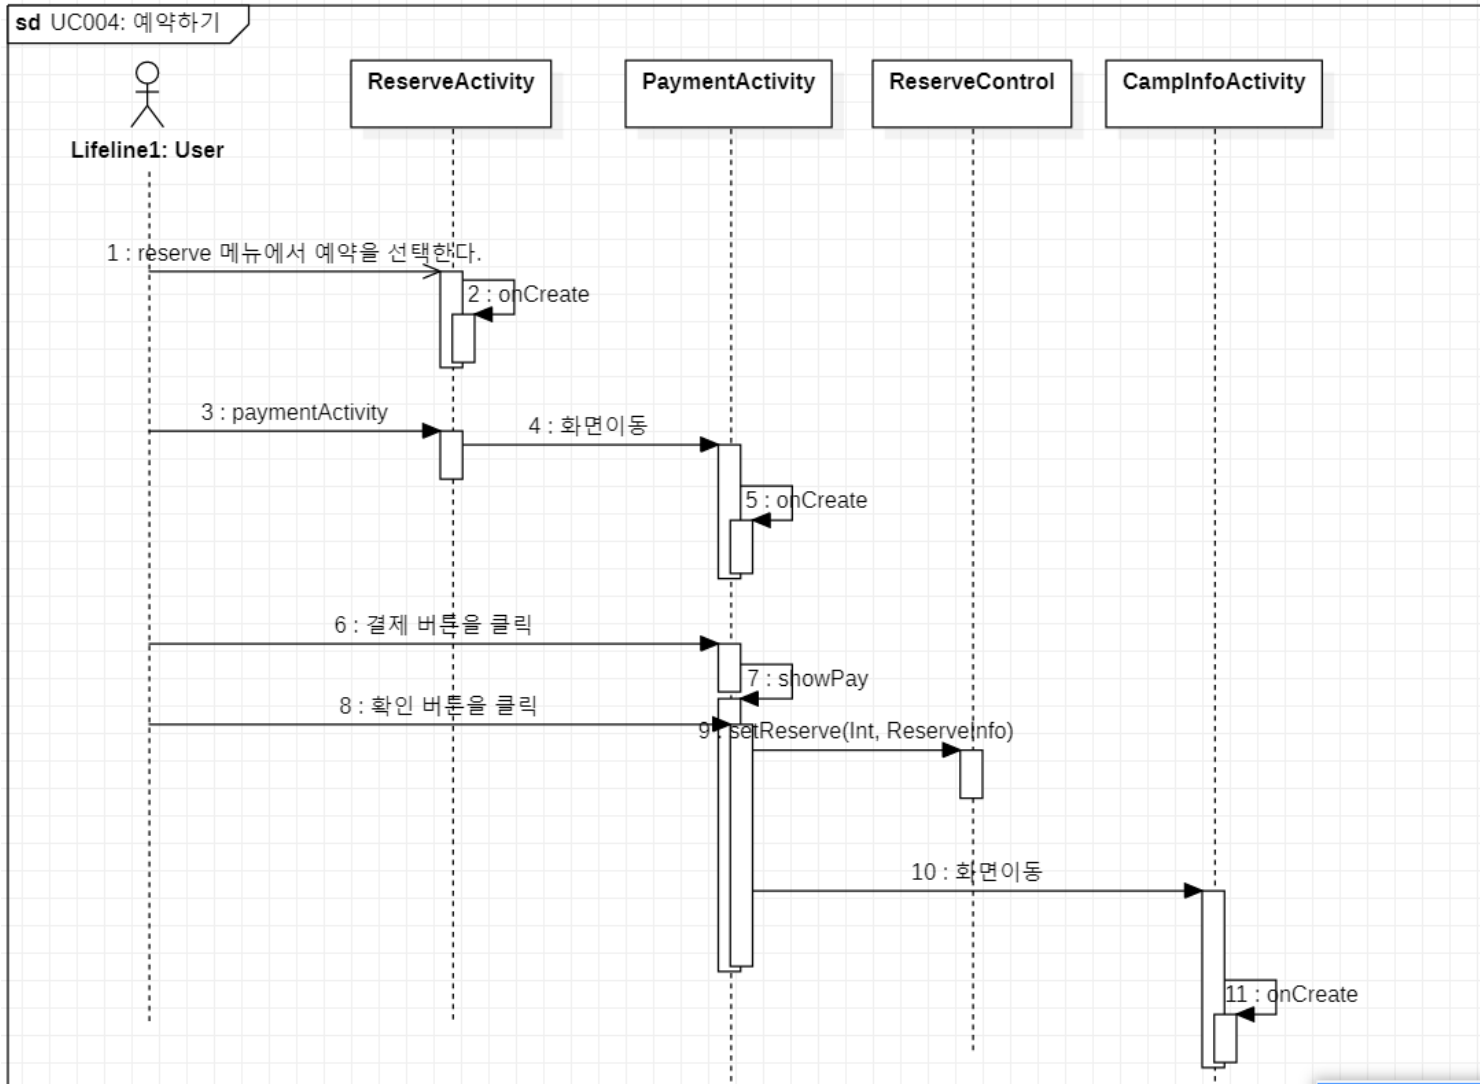 sd UC004: 예약하기
ReserveActivity
PaymentActivity
ReserveControl
CampInfoActivity
Lifeline1: User
1 : reserve 메뉴에서 예약을 선택한다.
2 : onCreate
3 : paymentActivity
4 : 화면이동
5 : onCreate
6 : 결제 버튼을 클릭
7 : showPay
8 : 확인 버튼을 클릭
9 : setReserve(Int, ReserveInfo)
10 : 화면이동
11 : onCreate